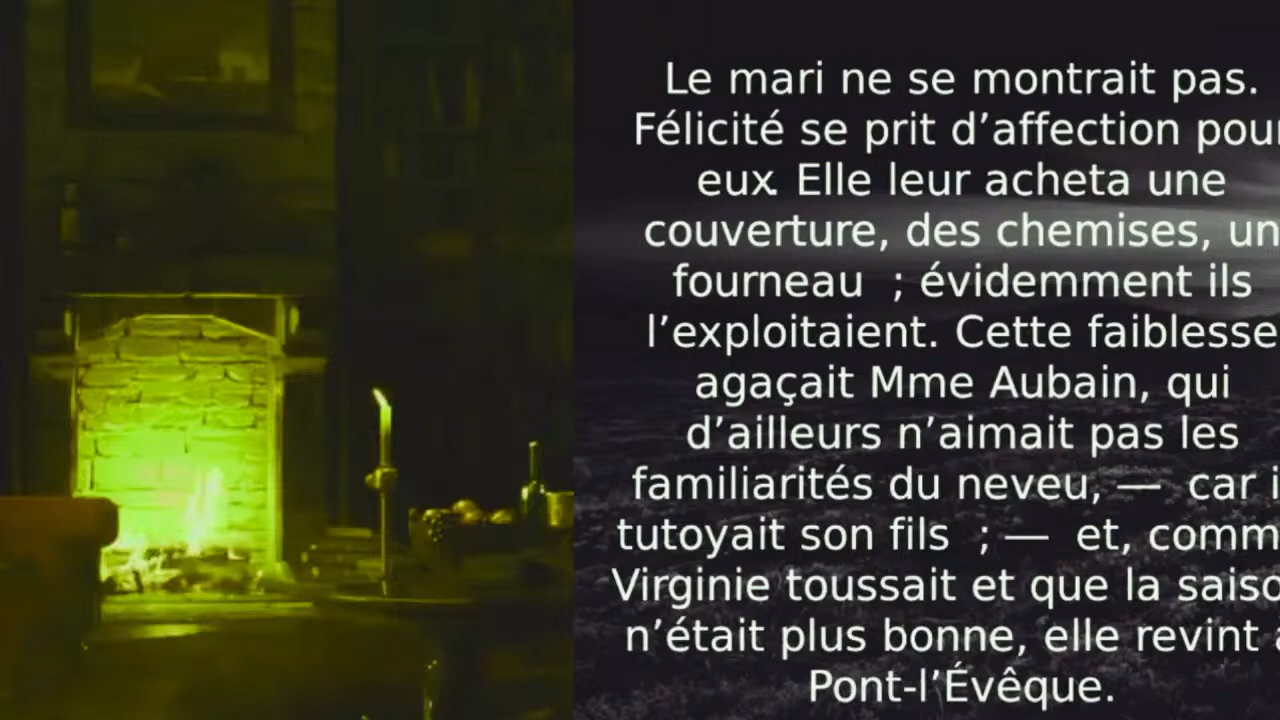 Le mari ne se montrait pas.
Félicité se prit d’affection pour
eux. Elle leur acheta une
couverture, des chemises, un
fourneau  ; évidemment ils
l’exploitaient. Cette faiblesse
agaçait Mme Aubain, qui
d’ailleurs n’aimait pas les
familiarités du neveu, —  car i
tutoyait son fils  ; —  et, comm
Virginie toussait et que la saiso
n’était plus bonne, elle revint à
Pont-l’Évêque.